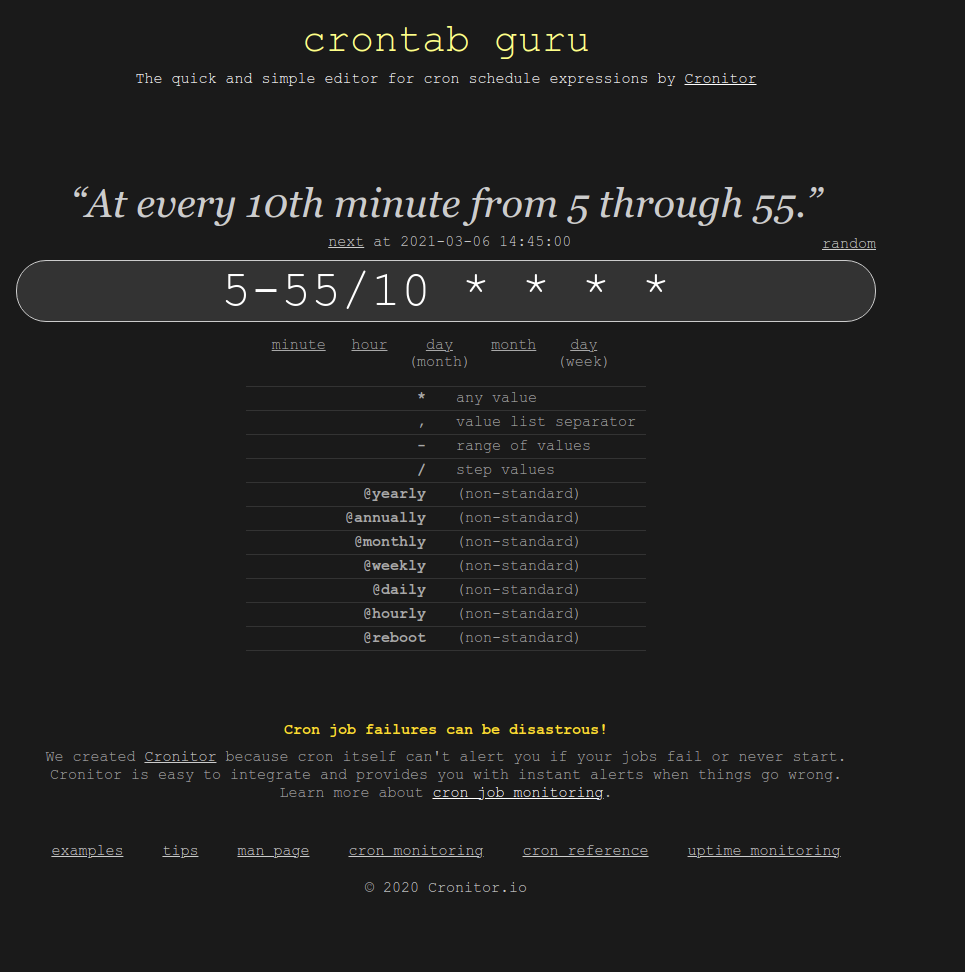 crontab guru
The quick and simple editor for cron schedule expressions by Cronitor
“At every 10th minute from 5 through 55.”
next at 2021-03-06 14:45:00
random
5-55/10 * * * *
minute hour day (month) month day (week)
* any value
, value list separator
- range of values
/ step values
@yearly (non-standard)
@annually (non-standard)
@monthly (non-standard)
@weekly (non-standard)
@daily (non-standard)
@hourly (non-standard)
@reboot (non-standard)
Cron job failures can be disastrous!
We created Cronitor because cron itself can't alert you if your jobs fail or never start.
Cronitor is easy to integrate and provides you with instant alerts when things go wrong.
Learn more about cron job monitoring.
examples tips man page cron monitoring cron reference uptime monitoring
© 2020 Cronitor.io